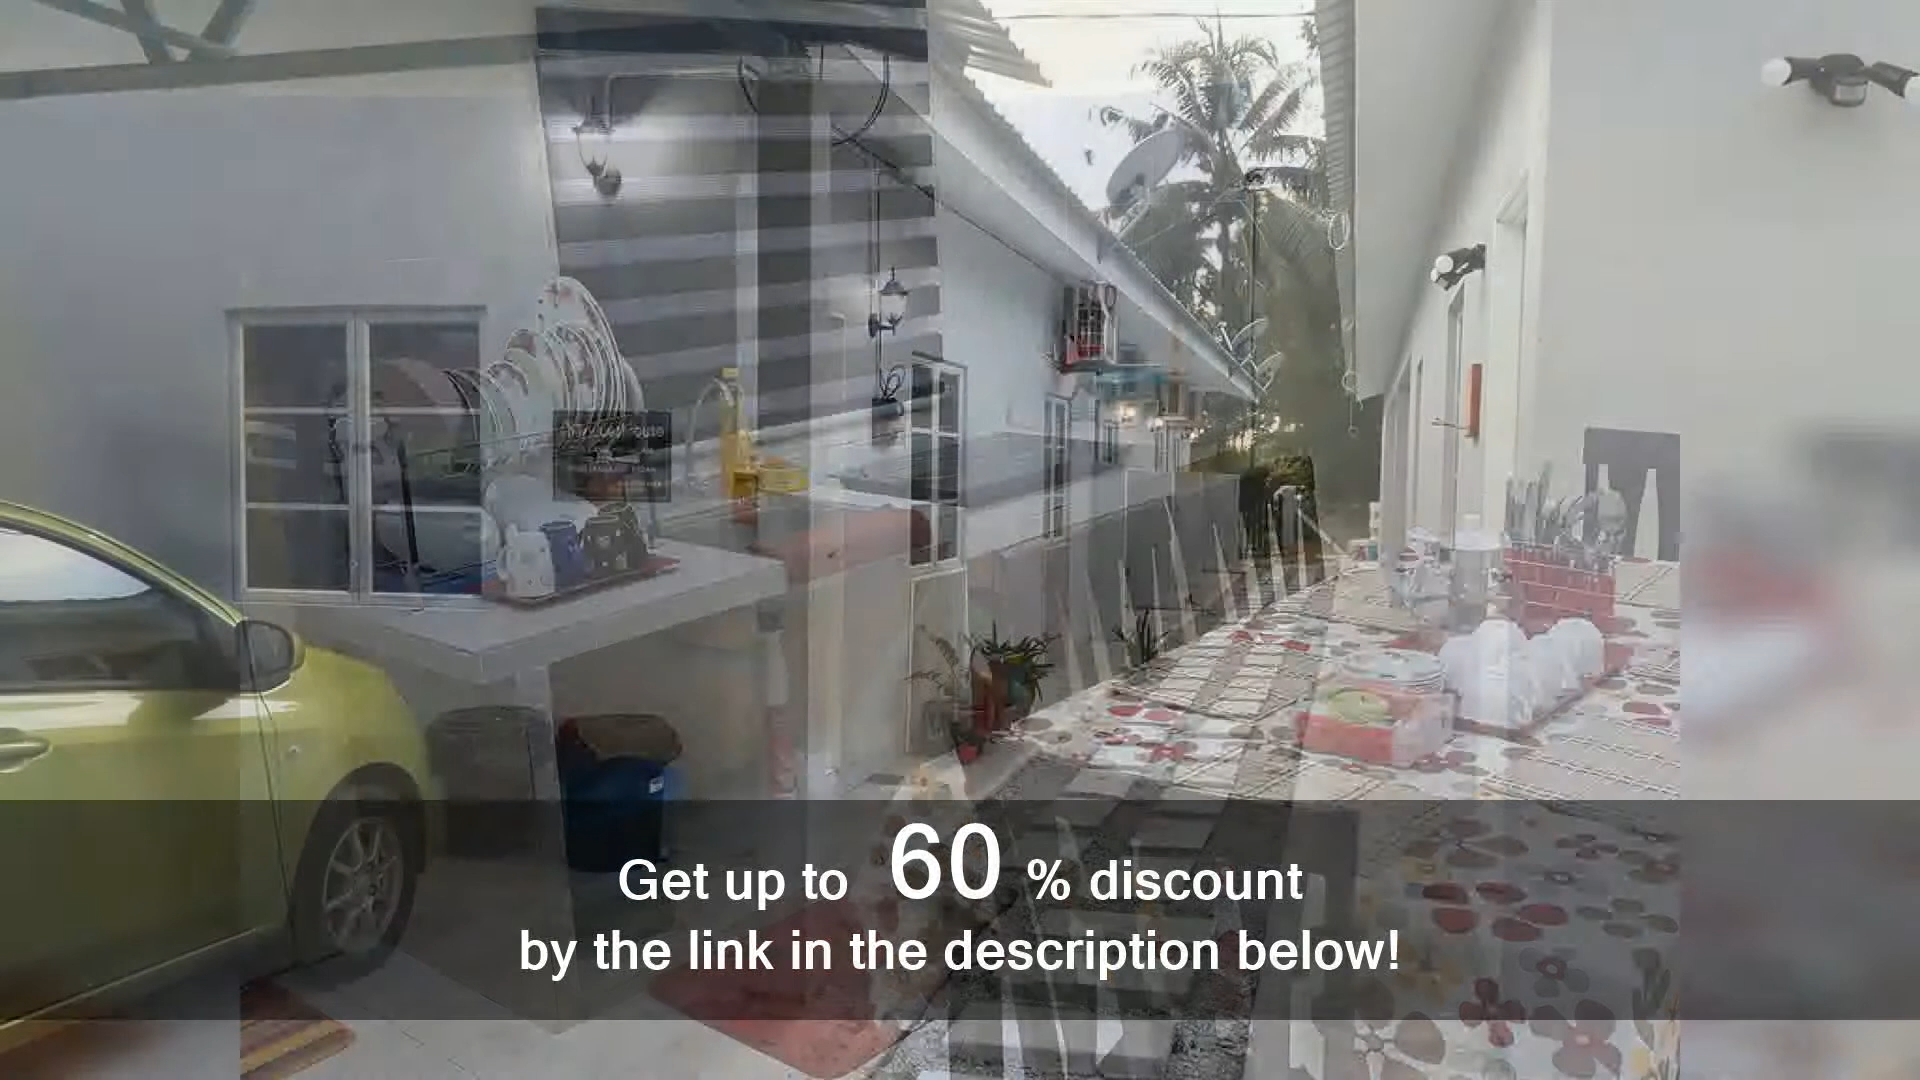 Get up to 60 % discount
by the link in the description below!